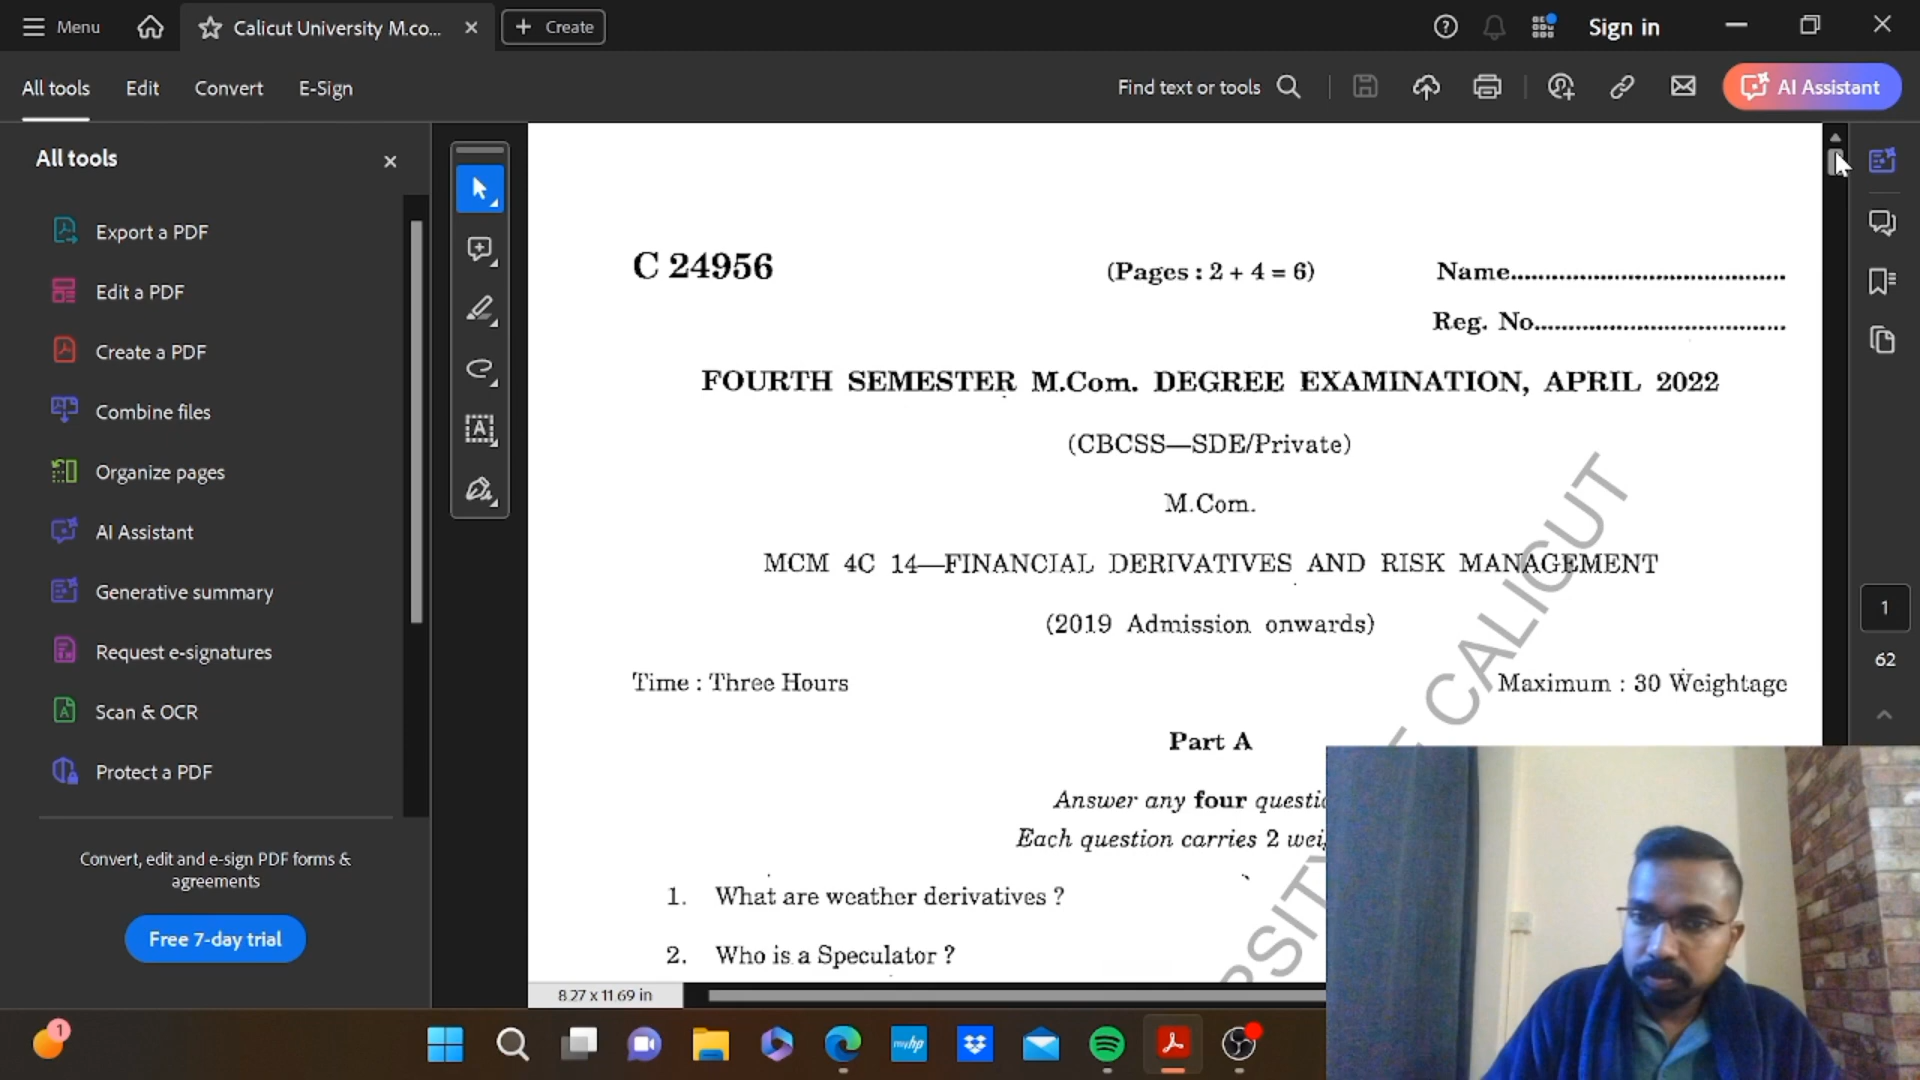 Menu
Calicut University M.co...
Create
Sign in
All tools
Edit
Convert
E-Sign
Find text or tools
AI Assistant
All tools
Export a PDF
Edit a PDF
Create a PDF
Combine files
Organize pages
AI Assistant
Generative summary
Request e-signatures
Scan & OCR
Protect a PDF
Convert, edit and e-sign PDF forms &
agreements
Free 7-day trial
C 24956
(Pages : 2 + 4 = 6)
Name........................................
Reg. No.....................................
FOURTH SEMESTER M.Com. DEGREE EXAMINATION, APRIL 2022
(CBCSS—SDE/Private)
M.Com.
MCM 4C 14—FINANCIAL DERIVATIVES AND RISK MANAGEMENT
(2019 Admission onwards)
Time : Three Hours
Maximum : 30 Weightage
Part A
Answer any four questi
Each question carries 2 wei
1. What are weather derivatives ?
2. Who is a Speculator ?
CALICUT
RSIT
8.27 x 11.69 in
1
62
1
myhp